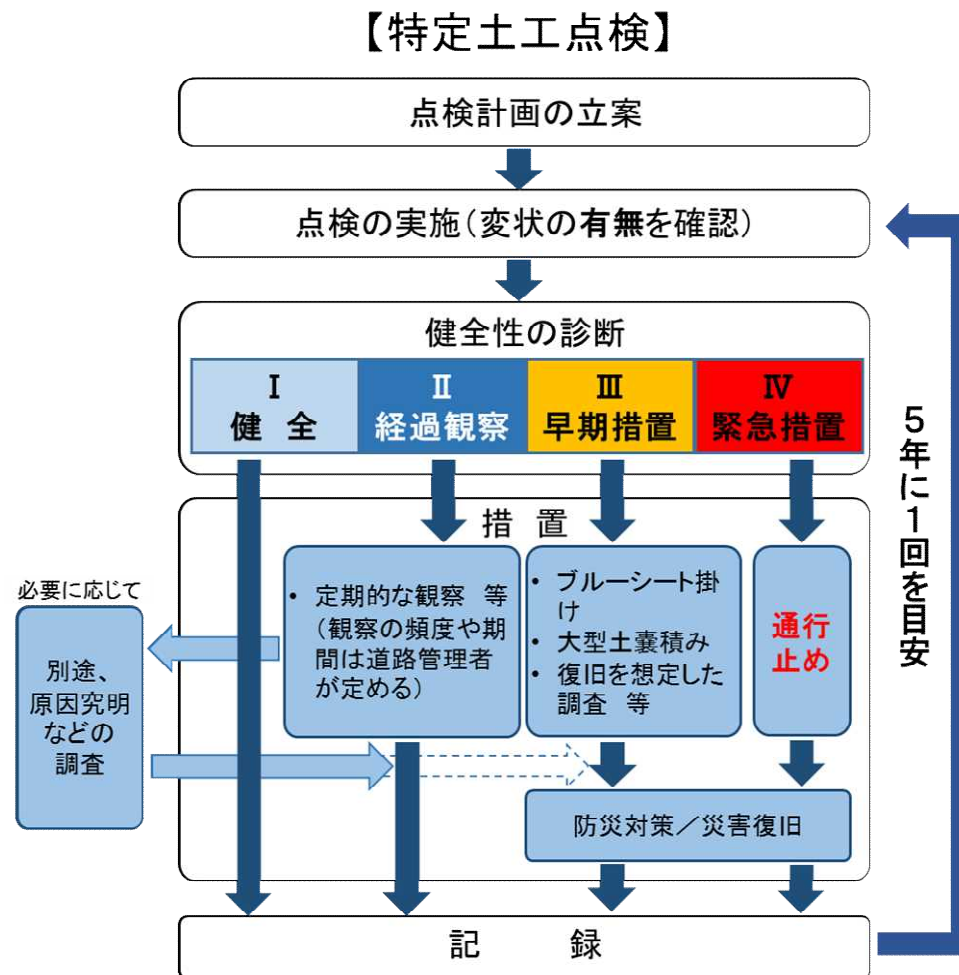 【特定土工点検】
点検計画の立案
点検の実施（変状の有無を確認）
健全性の診断
Ⅰ
健 全
Ⅱ
経過観察
Ⅲ
早期措置
Ⅳ
緊急措置
措 置
• 定期的な観察 等
（観察の頻度や期
間は道路管理者
が定める）
• ブルーシート掛
け
• 大型土嚢積み
• 復旧を想定した
調査 等
通行
止め
必要に応じて
別途、
原因究明
などの
調査
防災対策／災害復旧
記 録
５年に１回を目安